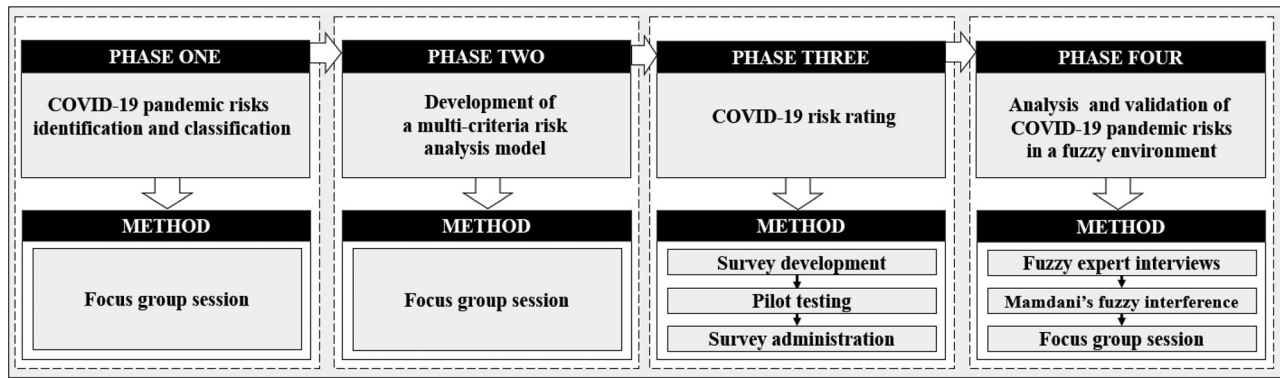 PHASE ONE
COVID-19 pandemic risks
identification and classification
METHOD
Focus group session
PHASE TWO
Development of
a multi-criteria risk
analysis model
METHOD
Focus group session
PHASE THREE
COVID-19 risk rating
METHOD
Survey development
Pilot testing
Survey administration
PHASE FOUR
Analysis and validation of
COVID-19 pandemic risks
in a fuzzy environment
METHOD
Fuzzy expert interviews
Mamdani's fuzzy interference
Focus group session